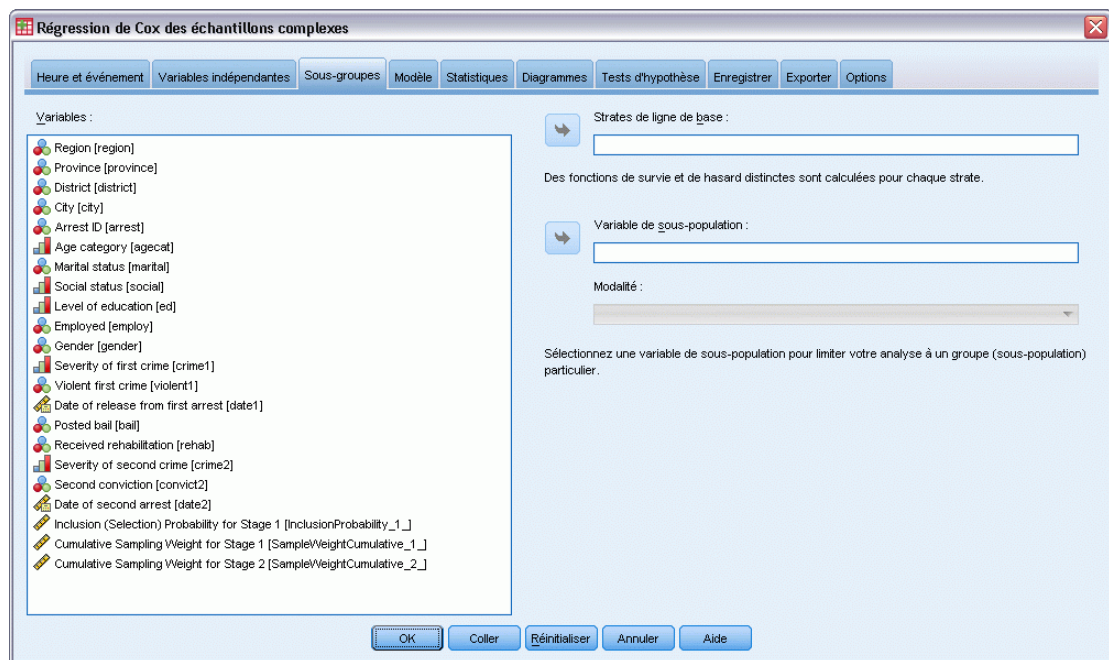 Régression de Cox des échantillons complexes
Heure et événement
Variables indépendantes
Sous-groupes
Modèle
Statistiques
Diagrammes
Tests d'hypothèse
Enregistrer
Exporter
Options
Variables :
Region [region]
Province [province]
District [district]
City [city]
Arrest ID [arrest]
Age category [agecat]
Marital status [marital]
Social status [social]
Level of education [ed]
Employed [employ]
Gender [gender]
Severity of first crime [crime1]
Violent first crime [violent1]
Date of release from first arrest [date1]
Posted bail [bail]
Received rehabilitation [rehab]
Severity of second crime [crime2]
Second conviction [convict2]
Date of second arrest [date2]
Inclusion (Selection) Probability for Stage 1 [InclusionProbability_1_]
Cumulative Sampling Weight for Stage 1 [SampleWeightCumulative_1_]
Cumulative Sampling Weight for Stage 2 [SampleWeightCumulative_2_]
Strates de ligne de base :
Des fonctions de survie et de hasard distinctes sont calculées pour chaque strate.
Variable de sous-population :
Modalité :
Sélectionnez une variable de sous-population pour limiter votre analyse à un groupe (sous-population)
particulier.
OK
Coller
Réinitialiser
Annuler
Aide